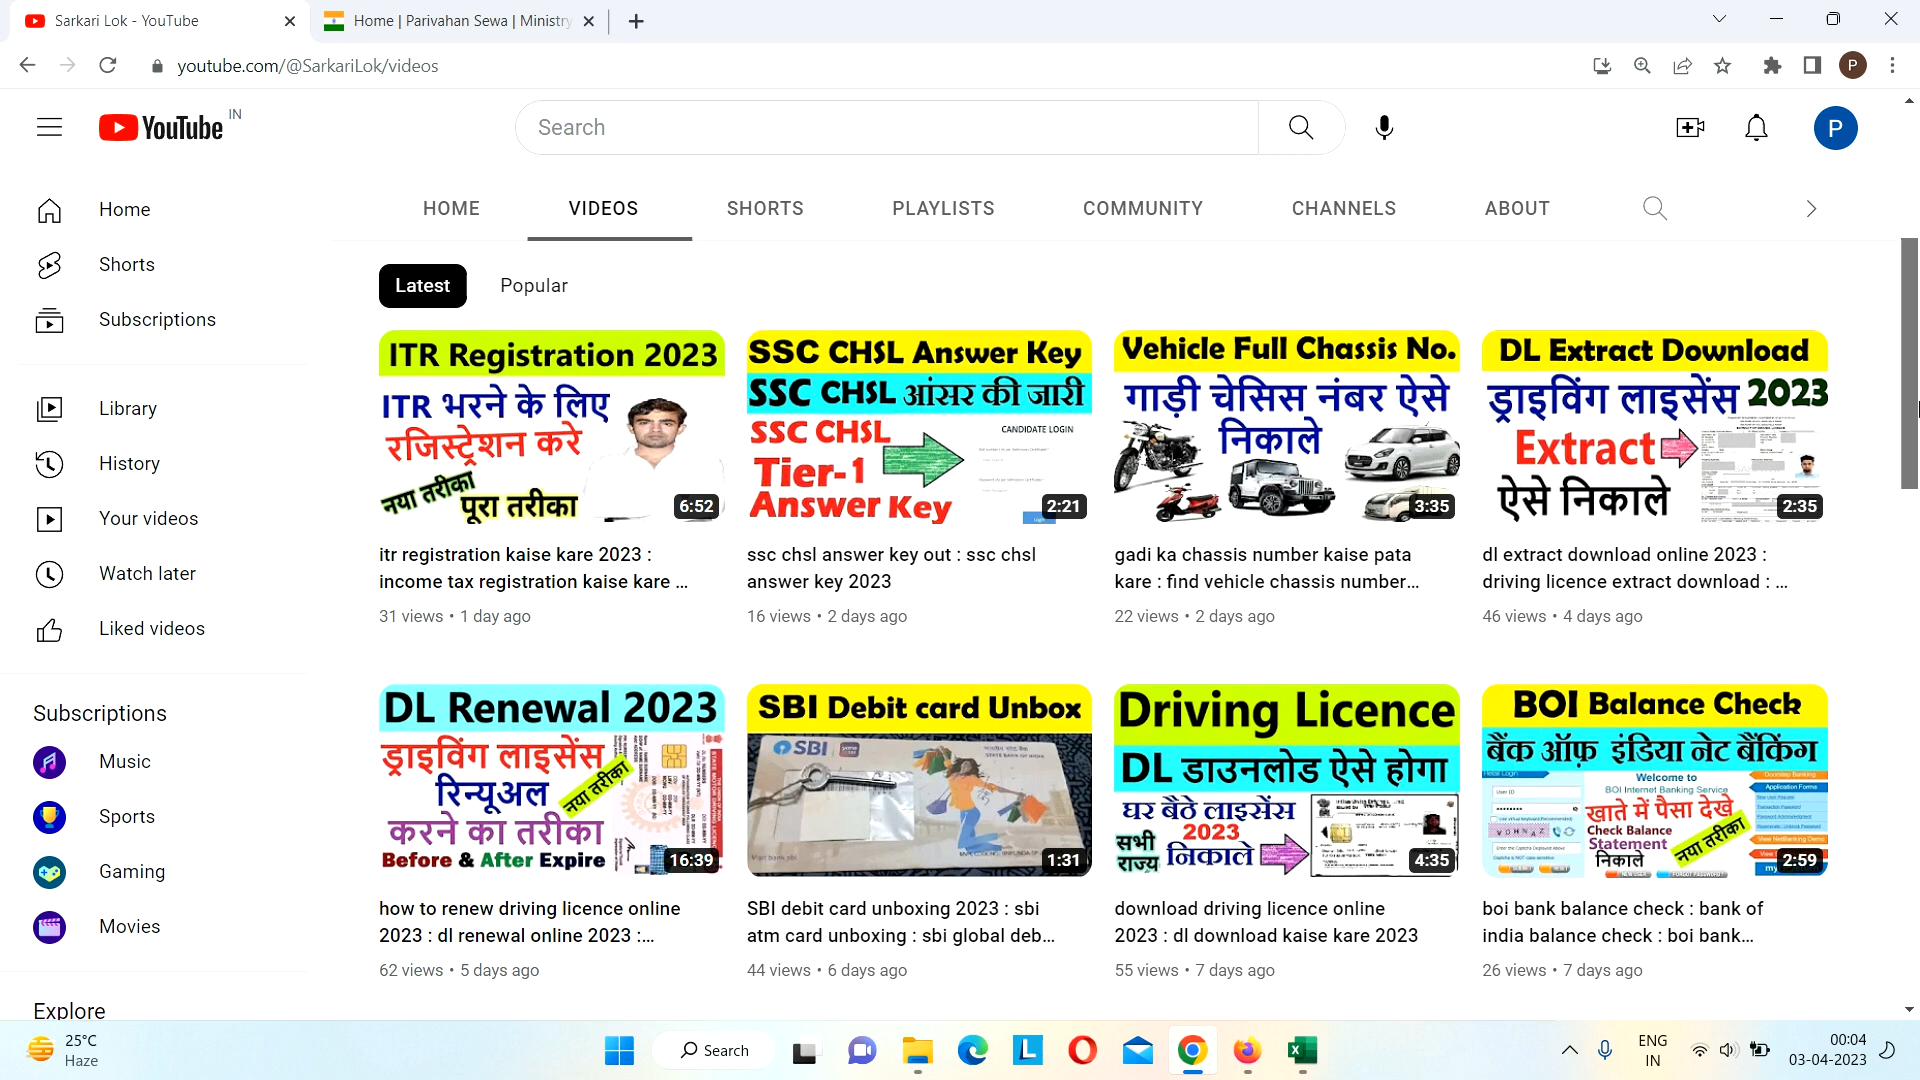 Sarkari Lok - YouTube
Home | Parivahan Sewa | Ministry
youtube.com/@SarkariLok/videos
P
YouTube IN
Search
P
HOME VIDEOS SHORTS PLAYLISTS COMMUNITY CHANNELS ABOUT
Home
Shorts
Subscriptions
Library
History
Your videos
Watch later
Liked videos
Subscriptions
Music
Sports
Gaming
Movies
Explore
Latest Popular
ITR Registration 2023
ITR भरने के लिए
रजिस्ट्रेशन करे
नया तरीका
पूरा तरीका
6:52
itr registration kaise kare 2023 :
income tax registration kaise kare ...
31 views • 1 day ago
SSC CHSL Answer Key
SSC CHSL आंसर की जारी
SSC CHSL
CANDIDATE LOGIN
Tier-1
Answer Key
2:21
ssc chsl answer key out : ssc chsl
answer key 2023
16 views • 2 days ago
Vehicle Full Chassis No.
गाड़ी चेसिस नंबर ऐसे
निकाले
3:35
gadi ka chassis number kaise pata
kare : find vehicle chassis number...
22 views • 2 days ago
DL Extract Download
ड्राइविंग लाइसेंस 2023
Extract
ऐसे निकाले
2:35
dl extract download online 2023 :
driving licence extract download : ...
46 views • 4 days ago
DL Renewal 2023
ड्राइविंग लाइसेंस
रिन्यूअल
नया तरीका
करने का तरीका
Before & After Expire
16:39
how to renew driving licence online
2023 : dl renewal online 2023 :...
62 views • 5 days ago
SBI Debit card Unbox
SBI
yono
STATE BANK OF INDIA
Visit bank.sbi
1:31
SBI debit card unboxing 2023 : sbi
atm card unboxing : sbi global deb...
44 views • 6 days ago
Driving Licence
DL डाउनलोड ऐसे होगा
घर बैठे लाइसेंस
2023
सभी
राज्य
निकाले
4:35
download driving licence online
2023 : dl download kaise kare 2023
55 views • 7 days ago
BOI Balance Check
बैंक ऑफ़ इंडिया नेट बैंकिंग
Welcome to
BOI Internet Banking Service
User ID
Application Forms
खाते में पैसा देखे
Check Balance
Statement
निकाले
नया तरीका
2:59
boi bank balance check : bank of
india balance check : boi bank...
26 views • 7 days ago
25°C
Haze
Search
ENG
IN
00:04
03-04-2023